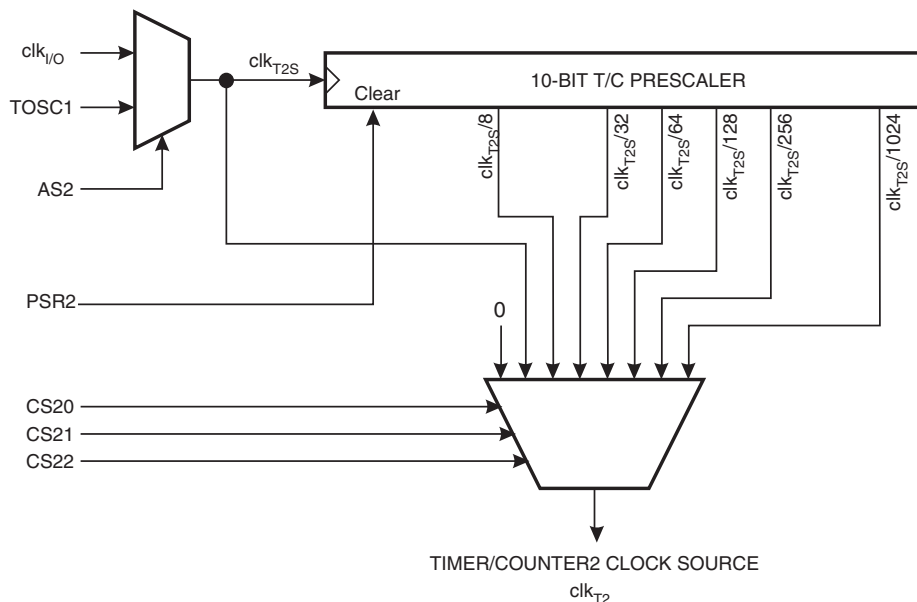 clkI/O
clkT2S
10-BIT T/C PRESCALER
TOSC1
Clear
clkT2S/8
clkT2S/32
clkT2S/64
clkT2S/128
clkT2S/256
clkT2S/1024
AS2
PSR2
0
CS20
CS21
CS22
TIMER/COUNTER2 CLOCK SOURCE
clkT2